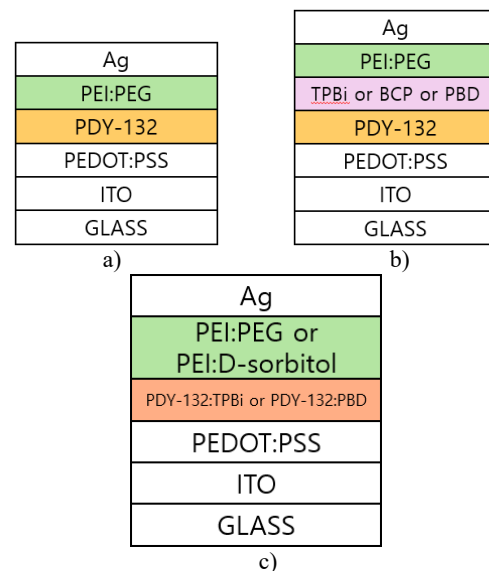 Ag
PEI:PEG
PDY-132
PEDOT:PSS
ITO
GLASS
a)
Ag
PEI:PEG
TPBi or BCP or PBD
PDY-132
PEDOT:PSS
ITO
GLASS
b)
Ag
PEI:PEG or
PEI:D-sorbitol
PDY-132:TPBi or PDY-132:PBD
PEDOT:PSS
ITO
GLASS
c)